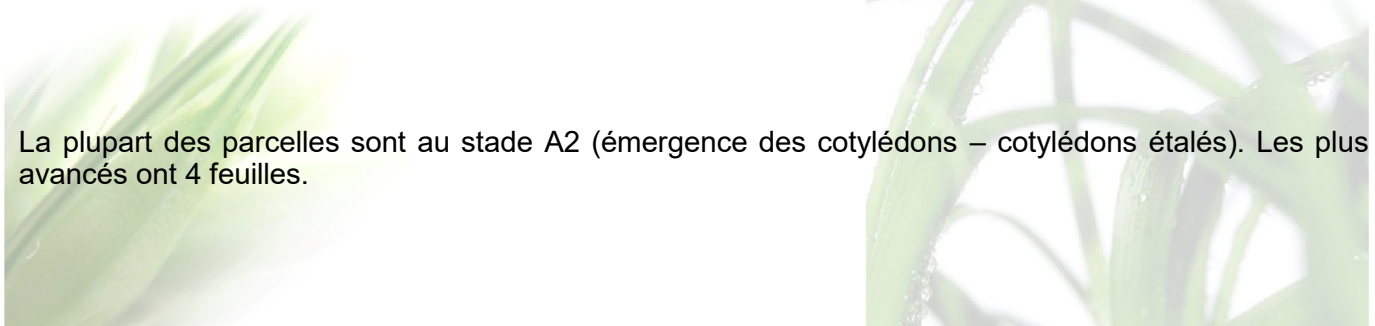 La plupart des parcelles sont au stade A2 (émergence des cotylédons – cotylédons étalés). Les plus
avancés ont 4 feuilles.